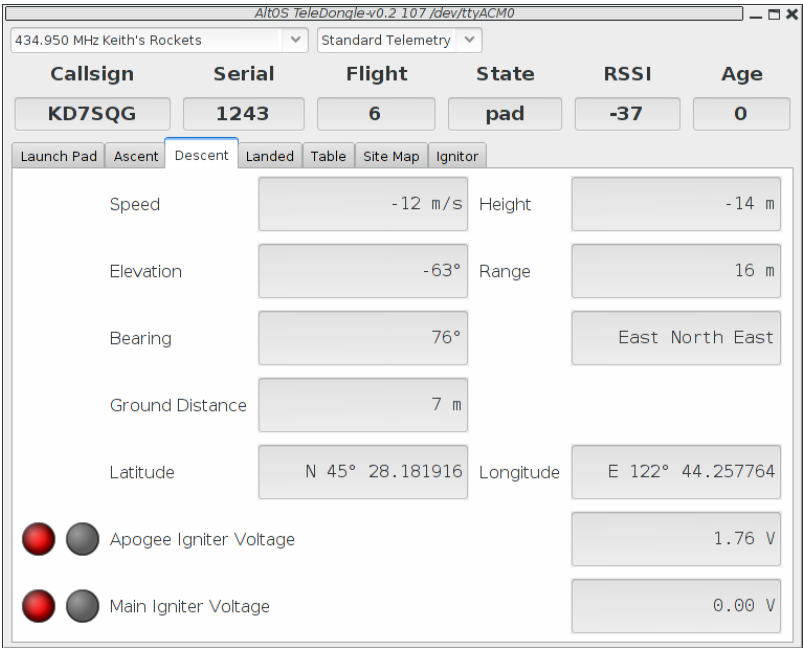 AltOS TeleDongle-v0.2 107 /dev/ttyACM0
434.950 MHz Keith's Rockets Standard Telemetry
Callsign Serial Flight State RSSI Age
KD7SQG 1243 6 pad -37 0
Launch Pad Ascent Descent Landed Table Site Map Ignitor
Speed -12 m/s Height -14 m
Elevation -63° Range 16 m
Bearing 76° East North East
Ground Distance 7 m
Latitude N 45° 28.181916 Longitude E 122° 44.257764
Apogee Igniter Voltage 1.76 V
Main Igniter Voltage 0.00 V